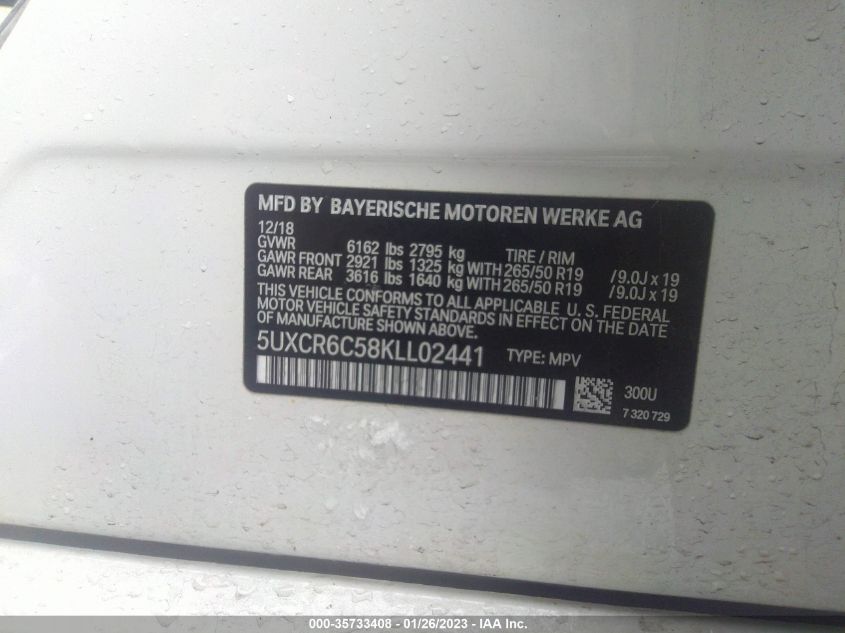 MFD BY BAYERISCHE MOTOREN WERKE AG
12/18
GVWR 6162 lbs 2795 kg TIRE / RIM
GAWR FRONT 2921 lbs 1325 kg WITH 265/50 R19 / 9.0J x 19
GAWR REAR 3616 lbs 1640 kg WITH 265/50 R19 / 9.0J x 19
THIS VEHICLE CONFORMS TO ALL APPLICABLE U. S. FEDERAL
MOTOR VEHICLE SAFETY STANDARDS IN EFFECT ON THE DATE
OF MANUFACTURE SHOWN ABOVE.
5UXCR6C58KLL02441 TYPE: MPV
300U
7 320 729
000-35733408 - 01/26/2023 - IAA Inc.